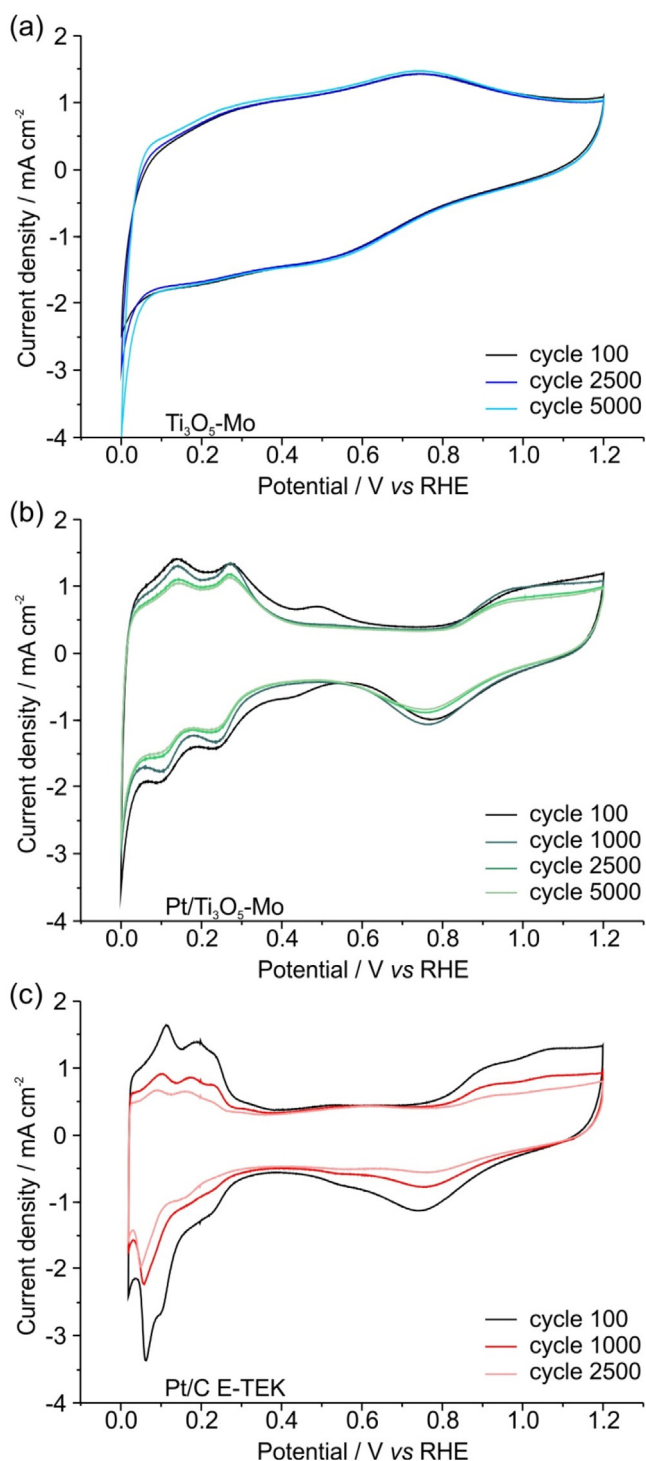 (a)
2
1
0
-1
-2
-3
-4
Current density / mA cm⁻²
cycle 100
cycle 2500
cycle 5000
Ti₃O₅-Mo
0.0 0.2 0.4 0.6 0.8 1.0 1.2
Potential / V vs RHE
(b)
2
1
0
-1
-2
-3
-4
Current density / mA cm⁻²
cycle 100
cycle 1000
cycle 2500
cycle 5000
Pt/Ti₃O₅-Mo
0.0 0.2 0.4 0.6 0.8 1.0 1.2
Potential / V vs RHE
(c)
2
1
0
-1
-2
-3
-4
Current density / mA cm⁻²
cycle 100
cycle 1000
cycle 2500
Pt/C E-TEK
0.0 0.2 0.4 0.6 0.8 1.0 1.2
Potential / V vs RHE